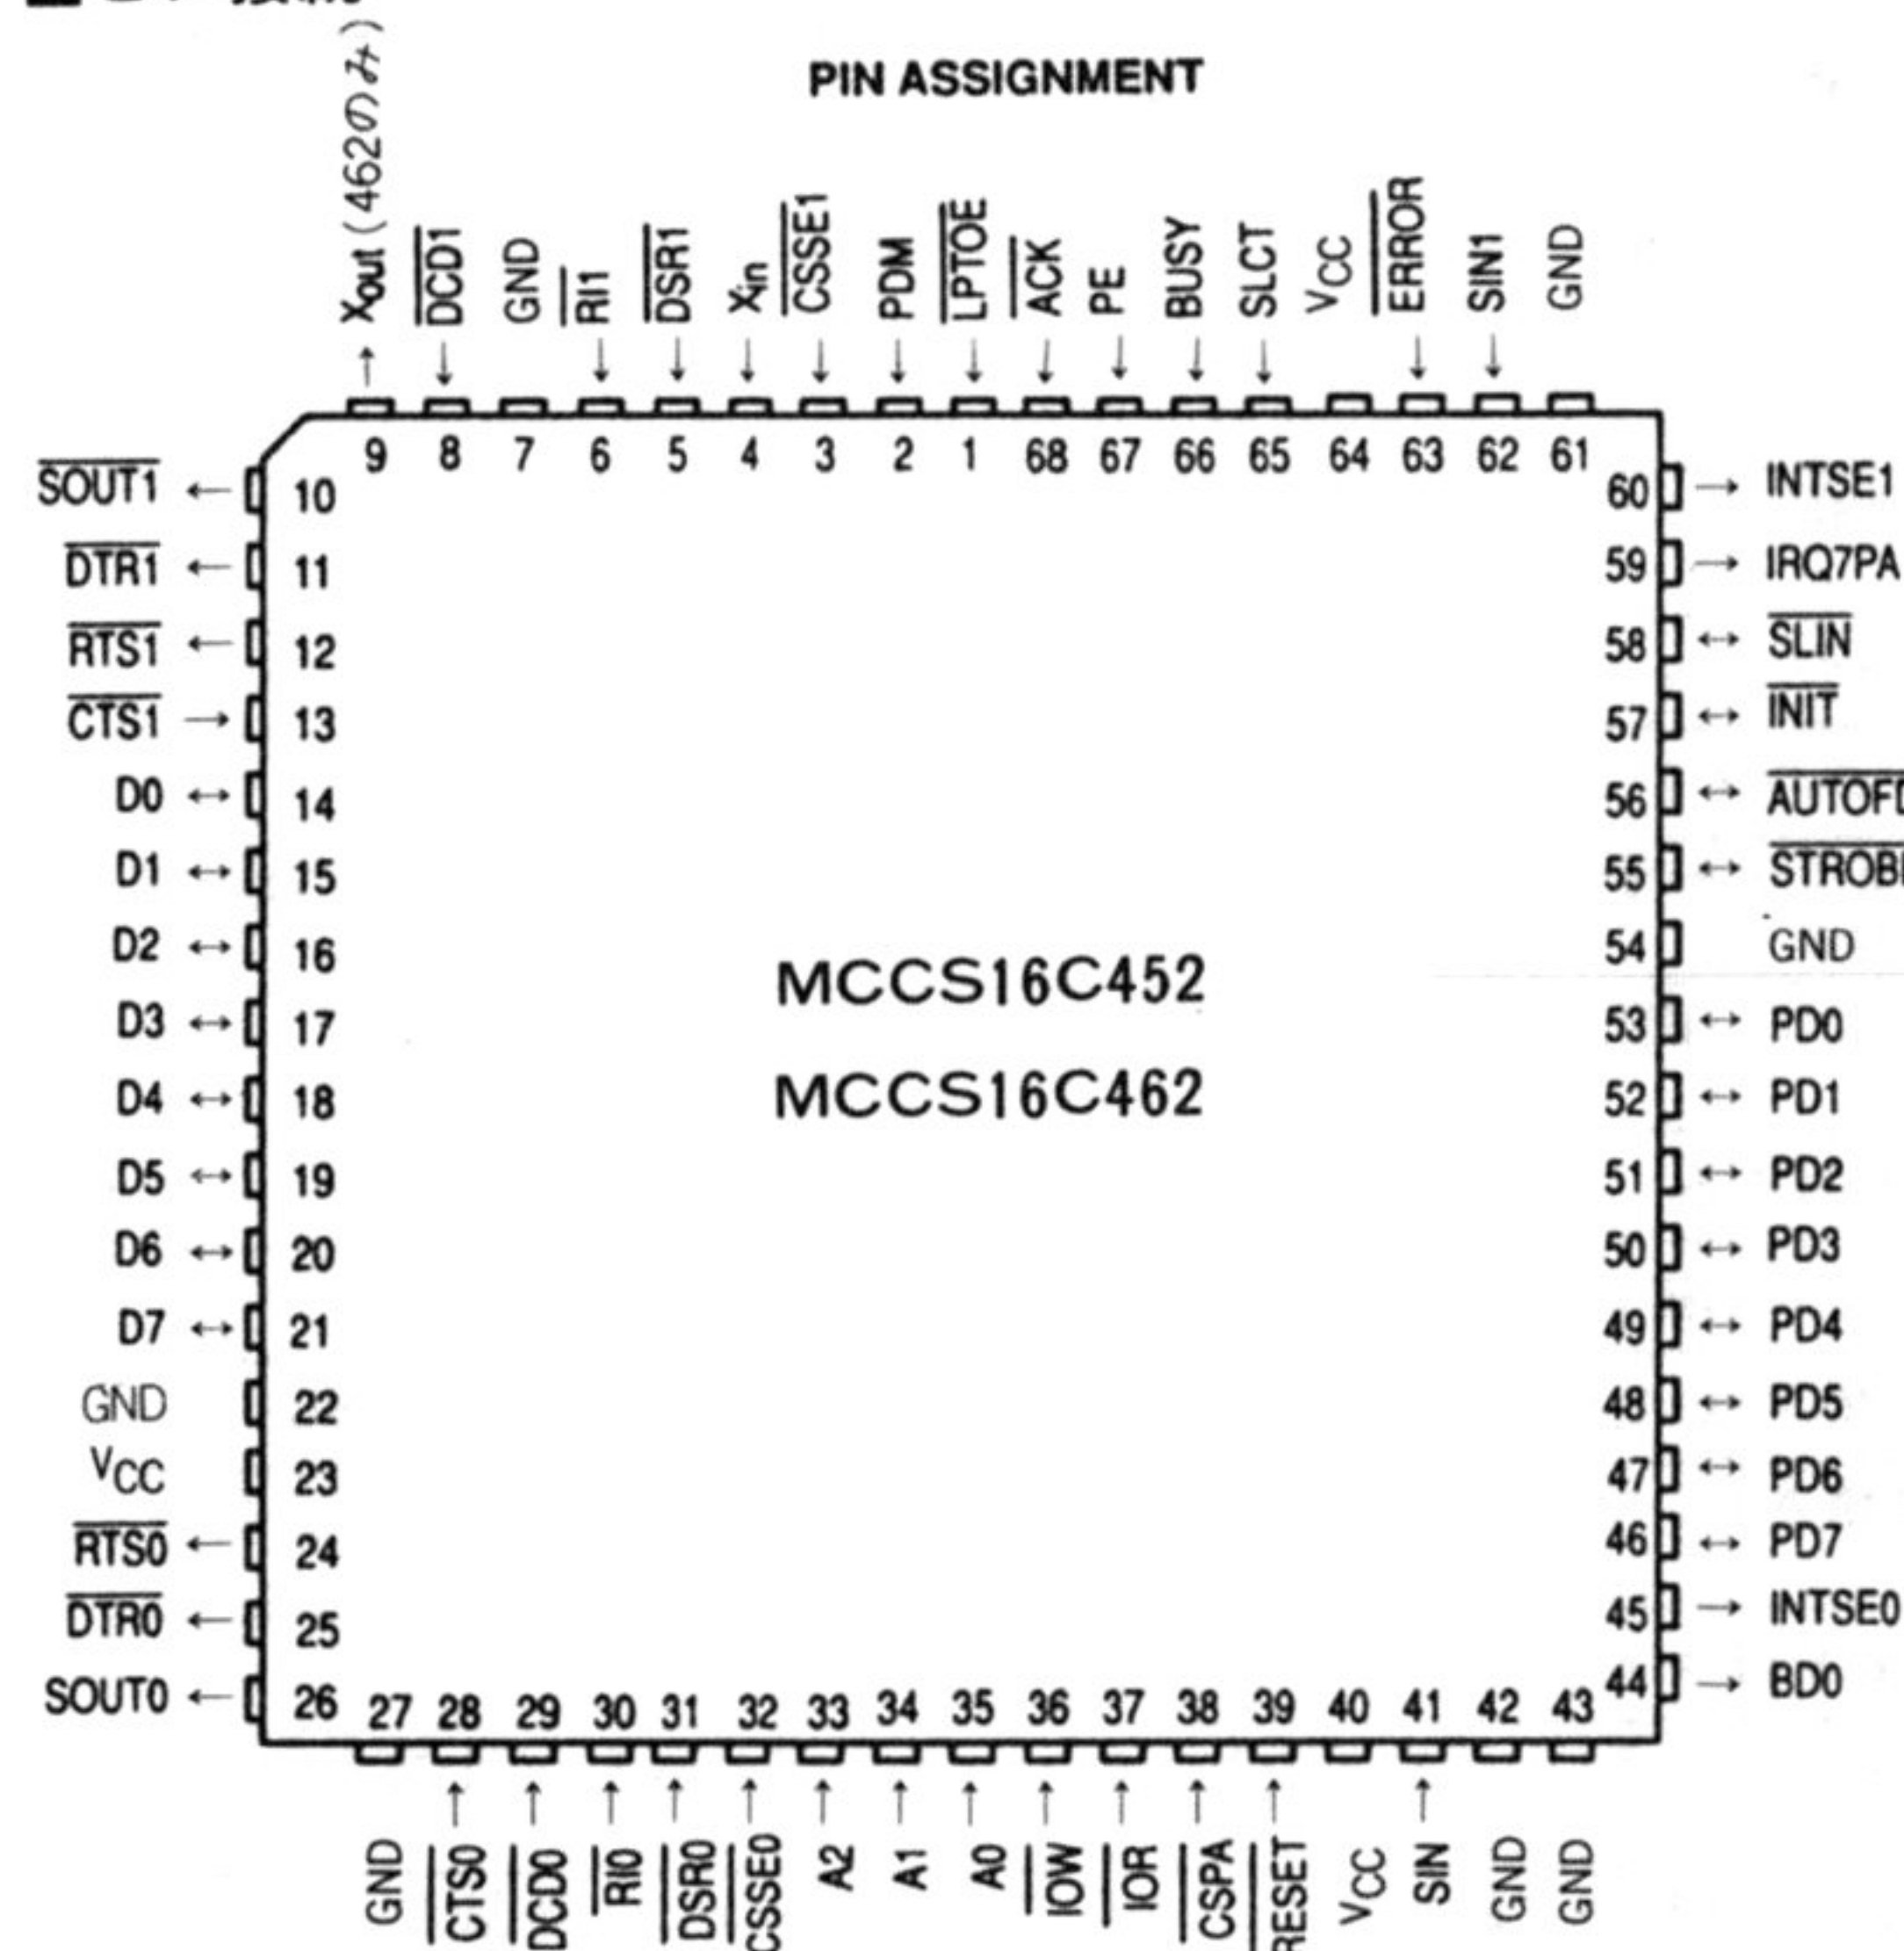 PIN ASSIGNMENT
Xout (462のみ)
DCD1
GND
RI1
DSR1
Xin
CSSE1
PDM
LPTOE
ACK
PE
BUSY
SLCT
VCC
ERROR
SIN1
GND
9 8 7 6 5 4 3 2 1 68 67 66 65 64 63 62 61
SOUT1 ← 10
DTR1 ← 11
RTS1 ← 12
CTS1 → 13
D0 ↔ 14
D1 ↔ 15
D2 ↔ 16
D3 ↔ 17
D4 ↔ 18
D5 ↔ 19
D6 ↔ 20
D7 ↔ 21
GND 22
VCC 23
RTS0 ← 24
DTR0 ← 25
SOUT0 ← 26
MCCS16C452
MCCS16C462
60 → INTSE1
59 → IRQ7PA
58 ↔ SLIN
57 ↔ INIT
56 ↔ AUTOFD
55 ↔ STROB
54 GND
53 ↔ PD0
52 ↔ PD1
51 ↔ PD2
50 ↔ PD3
49 ↔ PD4
48 ↔ PD5
47 ↔ PD6
46 ↔ PD7
45 → INTSE0
44 → BD0
27 28 29 30 31 32 33 34 35 36 37 38 39 40 41 42 43
GND
CTS0
DCD0
RI0
DSR0
CSSE0
A2
A1
A0
IOW
IOR
CSPA
RESET
VCC
SIN
GND
GND